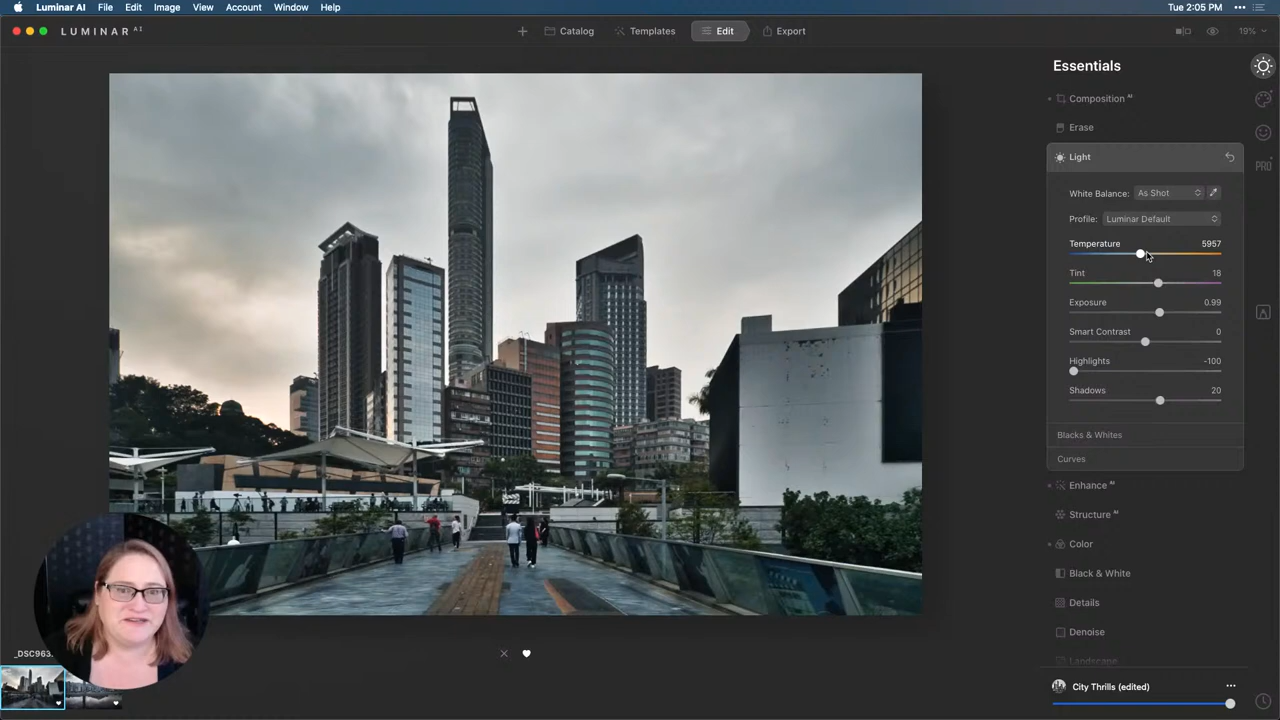 Luminar AI File Edit Image View Account Window Help Tue 2:05 PM
LUMINAR AI Catalog Templates Edit Export 19%
Essentials
Composition AI
Erase
Light
White Balance: As Shot
Profile: Luminar Default
Temperature 5957
Tint 18
Exposure 0.99
Smart Contrast 0
Highlights -100
Shadows 20
Blacks & Whites
Curves
Enhance AI
Structure AI
Color
Black & White
Details
Denoise
Landscape
PRO
A
_DSC963
City Thrills (edited)